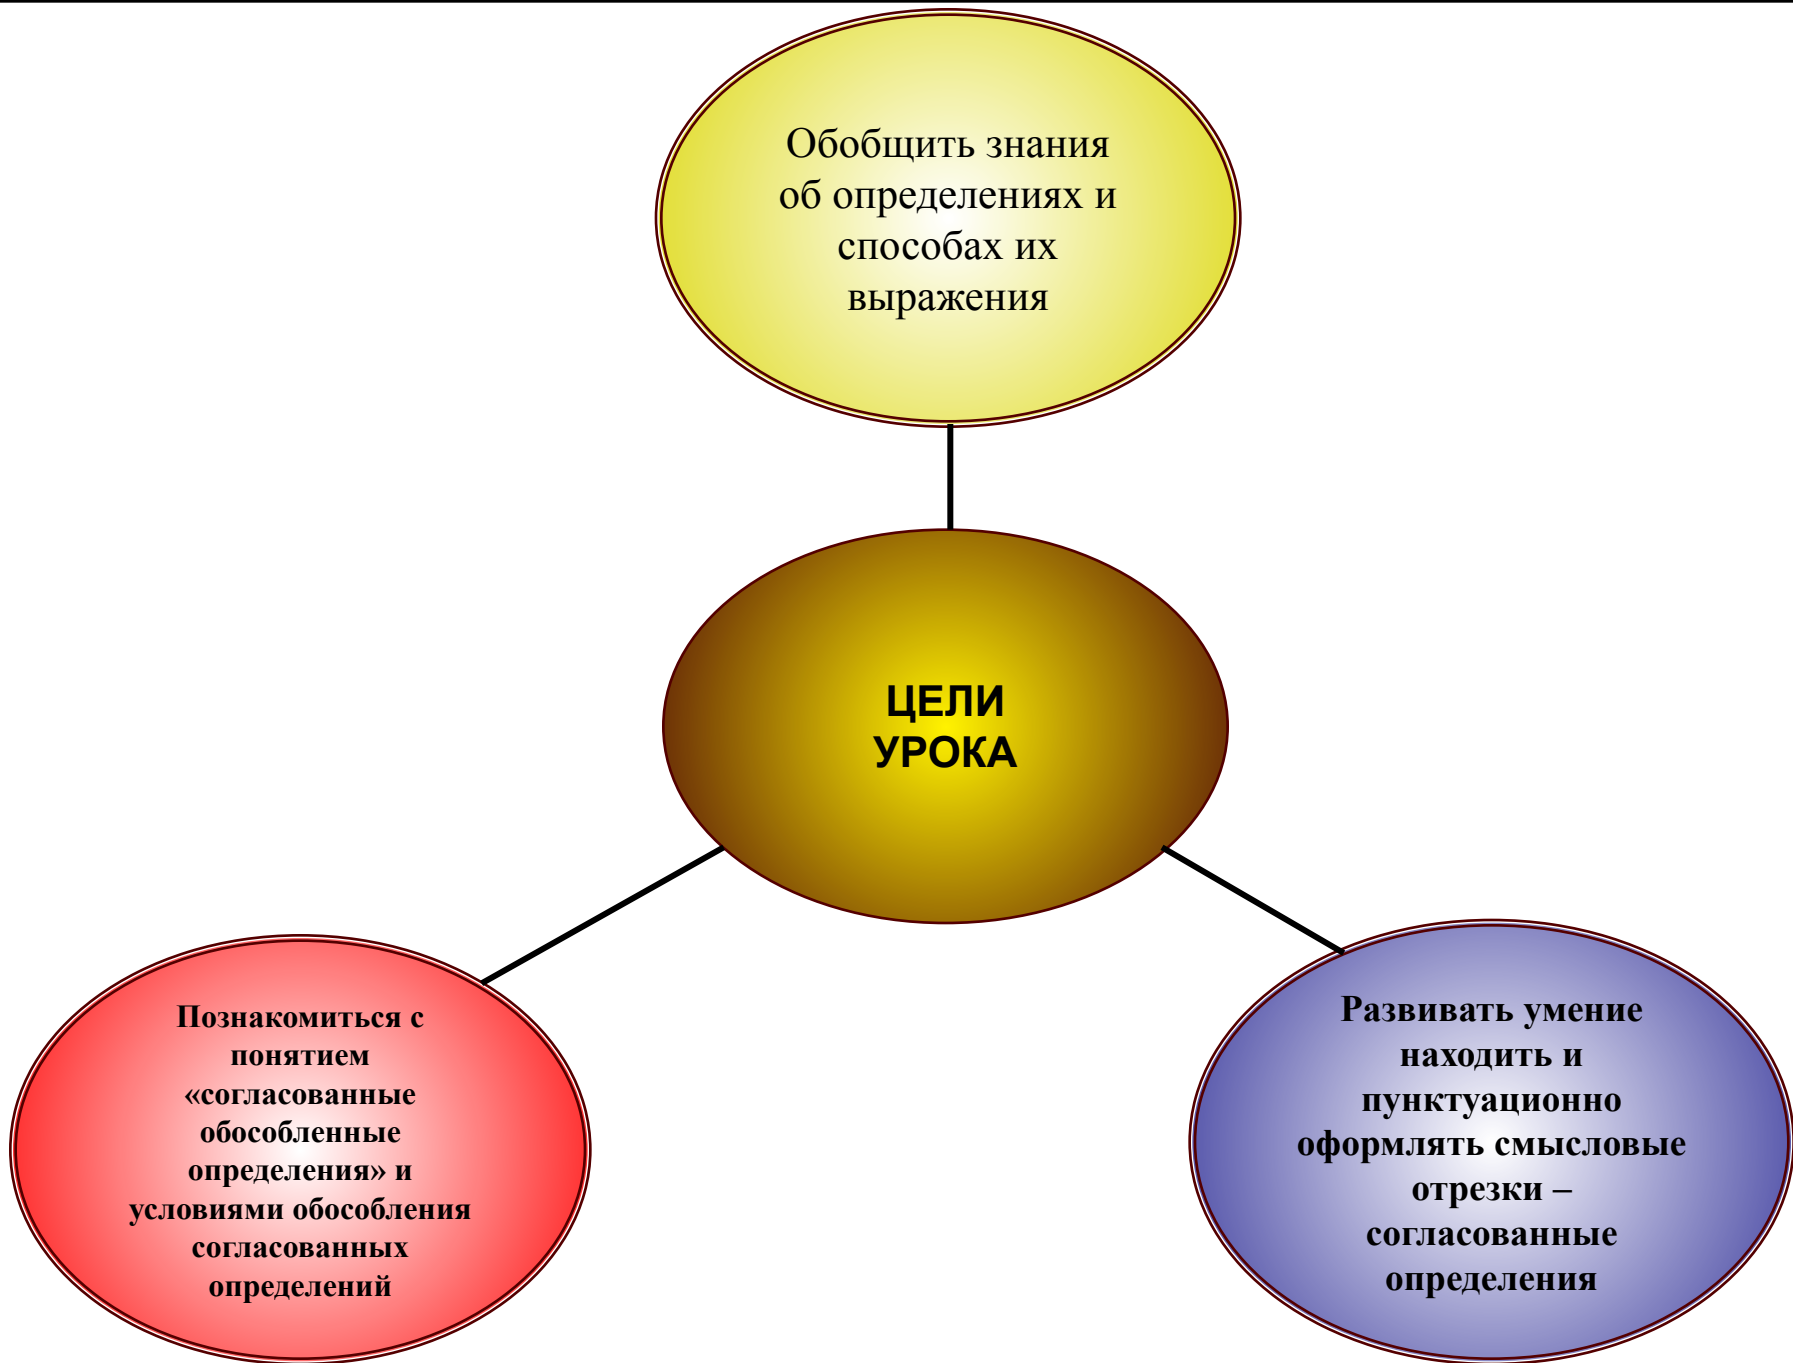 Обобщить знания
об определениях и
способах их
выражения
ЦЕЛИ
УРОКА
Познакомиться с
понятием
«согласованные
обособленные
определения» и
условиями обособления
согласованных
определений
Развивать умение
находить и
пунктуационно
оформлять смысловые
отрезки –
согласованные
определения